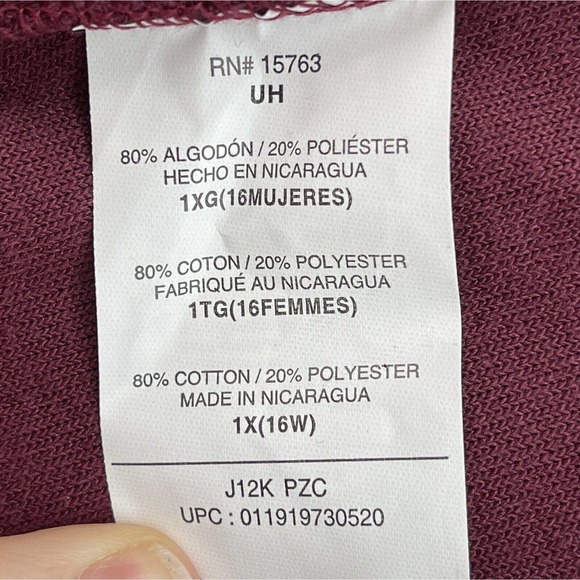 RN# 15763
UH
80% ALGODÓN / 20% POLIÉSTER
HECHO EN NICARAGUA
1XG(16MUJERES)
80% COTON / 20% POLYESTER
FABRIQUÉ AU NICARAGUA
1TG(16FEMMES)
80% COTTON / 20% POLYESTER
MADE IN NICARAGUA
1X(16W)
J12K PZC
UPC : 011919730520